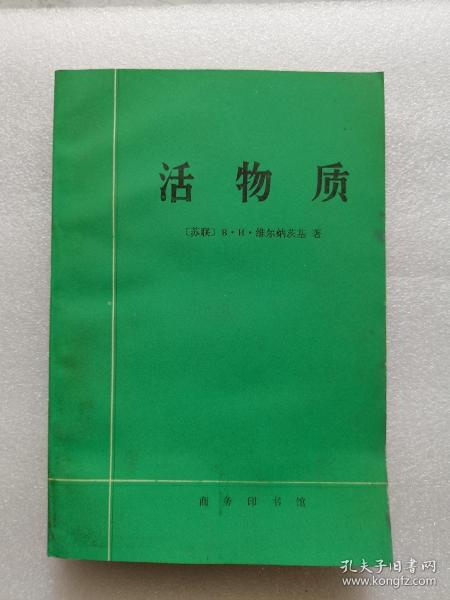 活物质
〔苏联〕В·И·维尔纳茨基 著
商务印书馆
孔夫子旧书网
www.kongfz.com